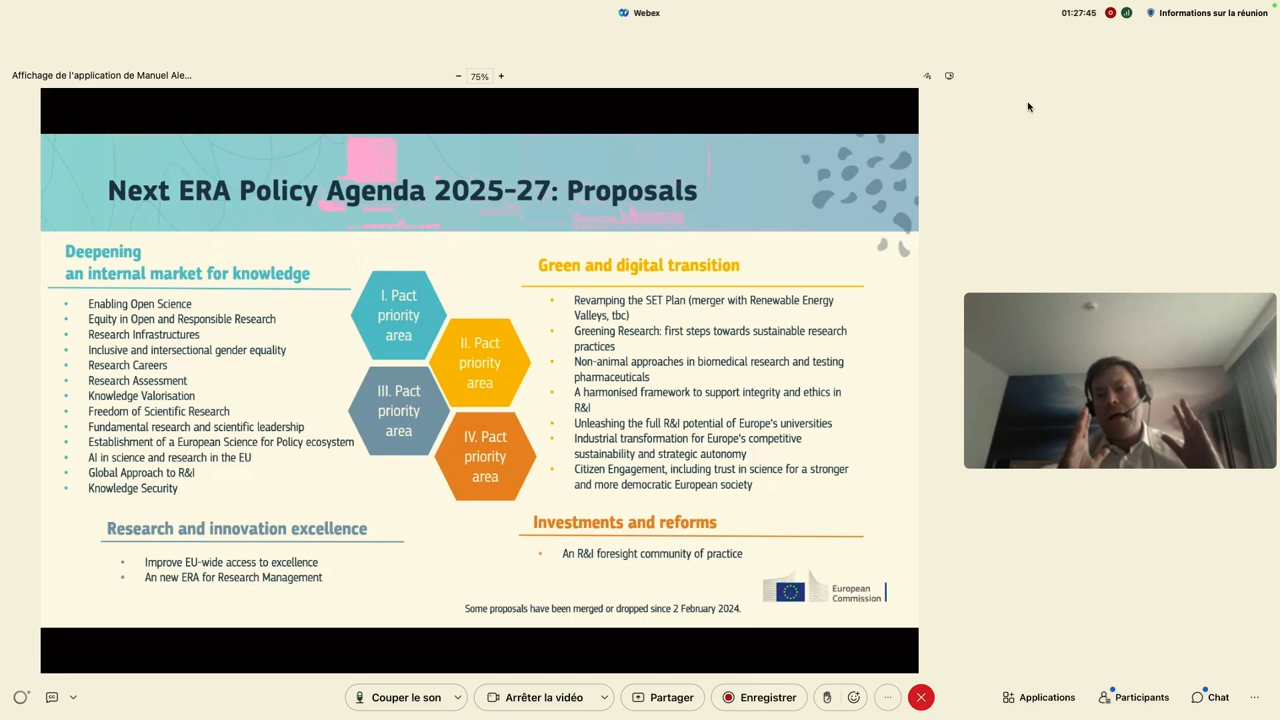 Webex
01:27:45
Informations sur la réunion
Affichage de l'application de Manuel Ale...
− 75% +
Next ERA Policy Agenda 2025-27: Proposals
Deepening
an internal market for knowledge
• Enabling Open Science
• Equity in Open and Responsible Research
• Research Infrastructures
• Inclusive and intersectional gender equality
• Research Careers
• Research Assessment
• Knowledge Valorisation
• Freedom of Scientific Research
• Fundamental research and scientific leadership
• Establishment of a European Science for Policy ecosystem
• AI in science and research in the EU
• Global Approach to R&I
• Knowledge Security
I. Pact
priority
area
II. Pact
priority
area
III. Pact
priority
area
IV. Pact
priority
area
Green and digital transition
• Revamping the SET Plan (merger with Renewable Energy
Valleys, tbc)
• Greening Research: first steps towards sustainable research
practices
• Non-animal approaches in biomedical research and testing
pharmaceuticals
• A harmonised framework to support integrity and ethics in
R&I
• Unleashing the full R&I potential of Europe's universities
• Industrial transformation for Europe's competitive
sustainability and strategic autonomy
• Citizen Engagement, including trust in science for a stronger
and more democratic European society
Research and innovation excellence
• Improve EU-wide access to excellence
• An new ERA for Research Management
Investments and reforms
• An R&I foresight community of practice
European
Commission
Some proposals have been merged or dropped since 2 February 2024.
CC
Couper le son
Arrêter la vidéo
Partager
Enregistrer
Applications
Participants
Chat